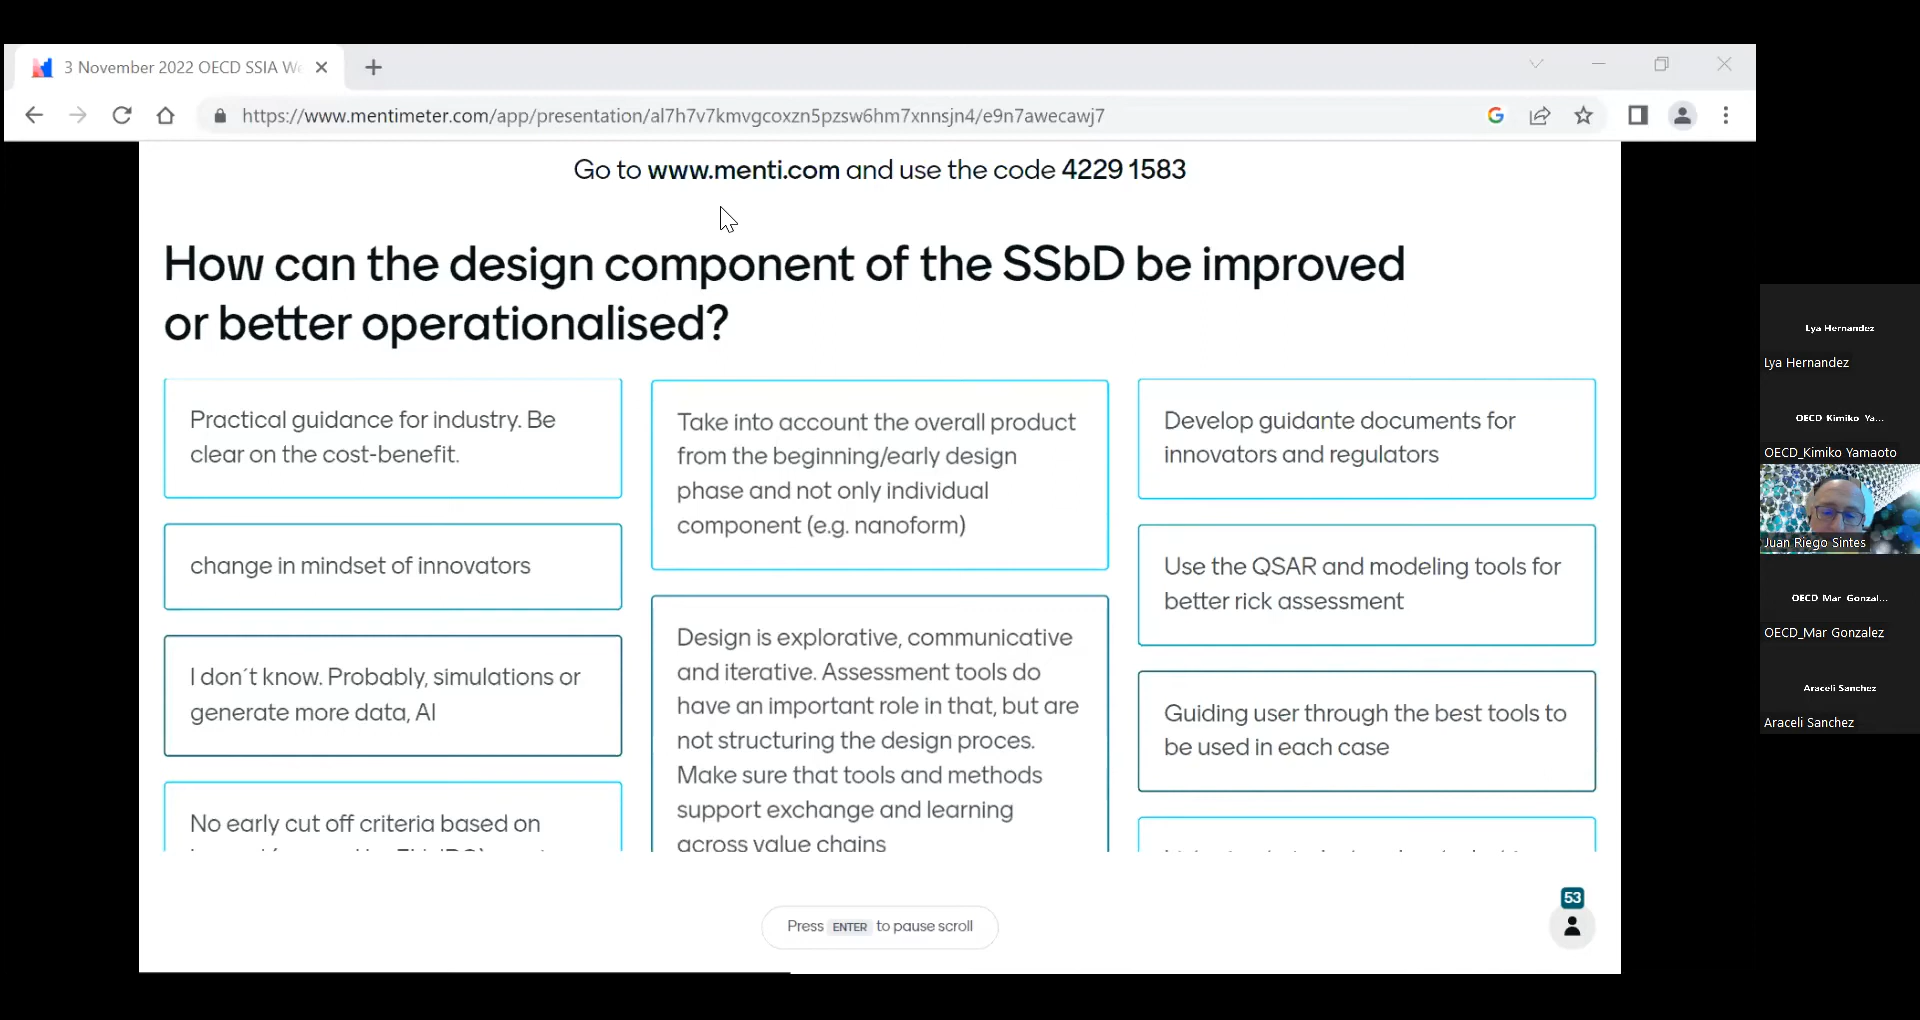 3 November 2022 OECD SSIA We
https://www.mentimeter.com/app/presentation/al7h7v7kmvgcoxzn5pzsw6hm7xnnsjn4/e9n7awecawj7
Go to www.menti.com and use the code 4229 1583
How can the design component of the SSbD be improved
or better operationalised?
Practical guidance for industry. Be
clear on the cost-benefit.
change in mindset of innovators
I don´t know. Probably, simulations or
generate more data, AI
No early cut off criteria based on
Take into account the overall product
from the beginning/early design
phase and not only individual
component (e.g. nanoform)
Design is explorative, communicative
and iterative. Assessment tools do
have an important role in that, but are
not structuring the design proces.
Make sure that tools and methods
support exchange and learning
across value chains
Develop guidante documents for
innovators and regulators
Use the QSAR and modeling tools for
better rick assessment
Guiding user through the best tools to
be used in each case
Press ENTER to pause scroll
53
Lya Hernandez
Lya Hernandez
OECD Kimiko Ya...
OECD_Kimiko Yamaoto
Juan Riego Sintes
OECD Mar Gonzal...
OECD_Mar Gonzalez
Araceli Sanchez
Araceli Sanchez